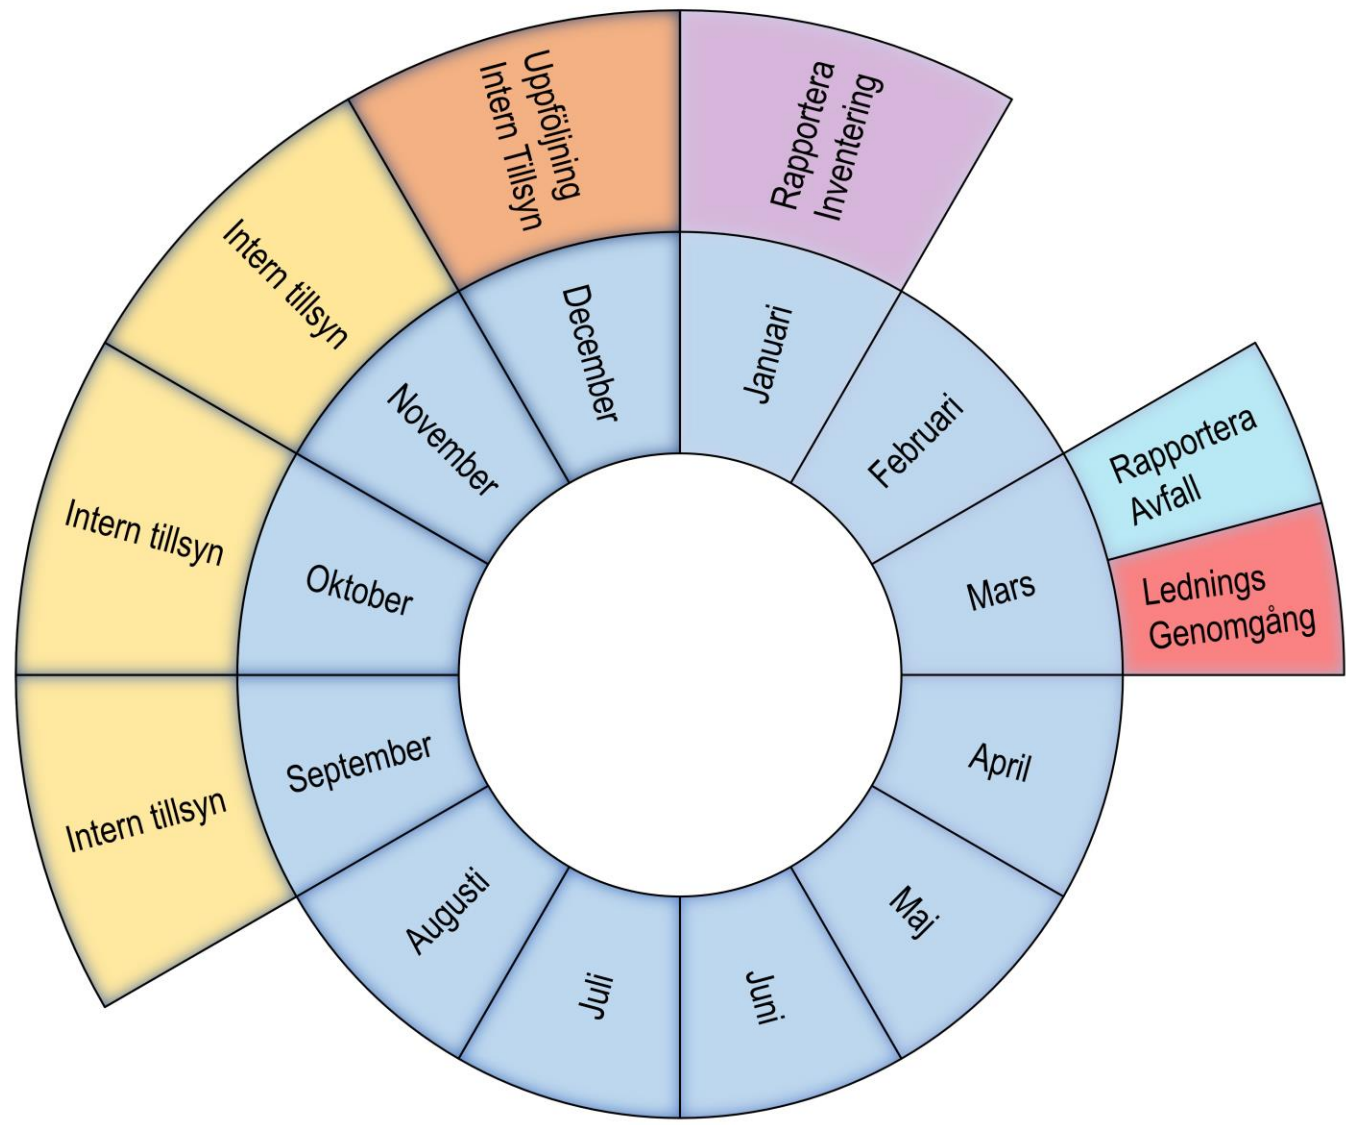 Rapportera
Inventering
Januari
Februari
Rapportera
Avfall
Lednings
Genomgång
Mars
April
Maj
Juni
Juli
Augusti
September
Intern tillsyn
Oktober
Intern tillsyn
November
Intern tillsyn
December
Uppföljning
Intern Tillsyn